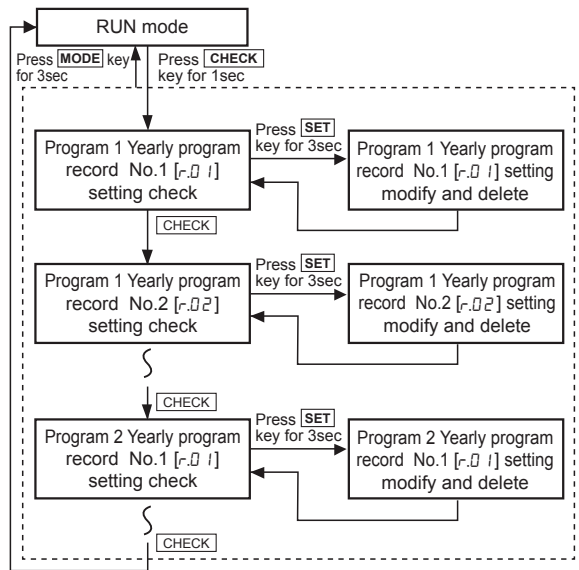 RUN mode
Press MODE key
for 3sec
Press CHECK
key for 1sec
Program 1 Yearly program
record No.1 [r.01]
setting check
Press SET
key for 3sec
Program 1 Yearly program
record No.1 [r.01] setting
modify and delete
CHECK
Program 1 Yearly program
record No.2 [r.02]
setting check
Press SET
key for 3sec
Program 1 Yearly program
record No.2 [r.02] setting
modify and delete
CHECK
Program 2 Yearly program
record No.1 [r.01]
setting check
Press SET
key for 3sec
Program 2 Yearly program
record No.1 [r.01] setting
modify and delete
CHECK